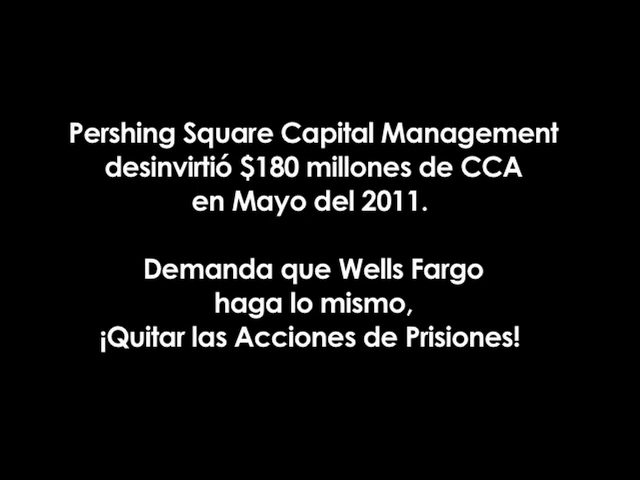 Pershing Square Capital Management
desinvirtió $180 millones de CCA
en Mayo del 2011.
Demanda que Wells Fargo
haga lo mismo,
¡Quitar las Acciones de Prisiones!